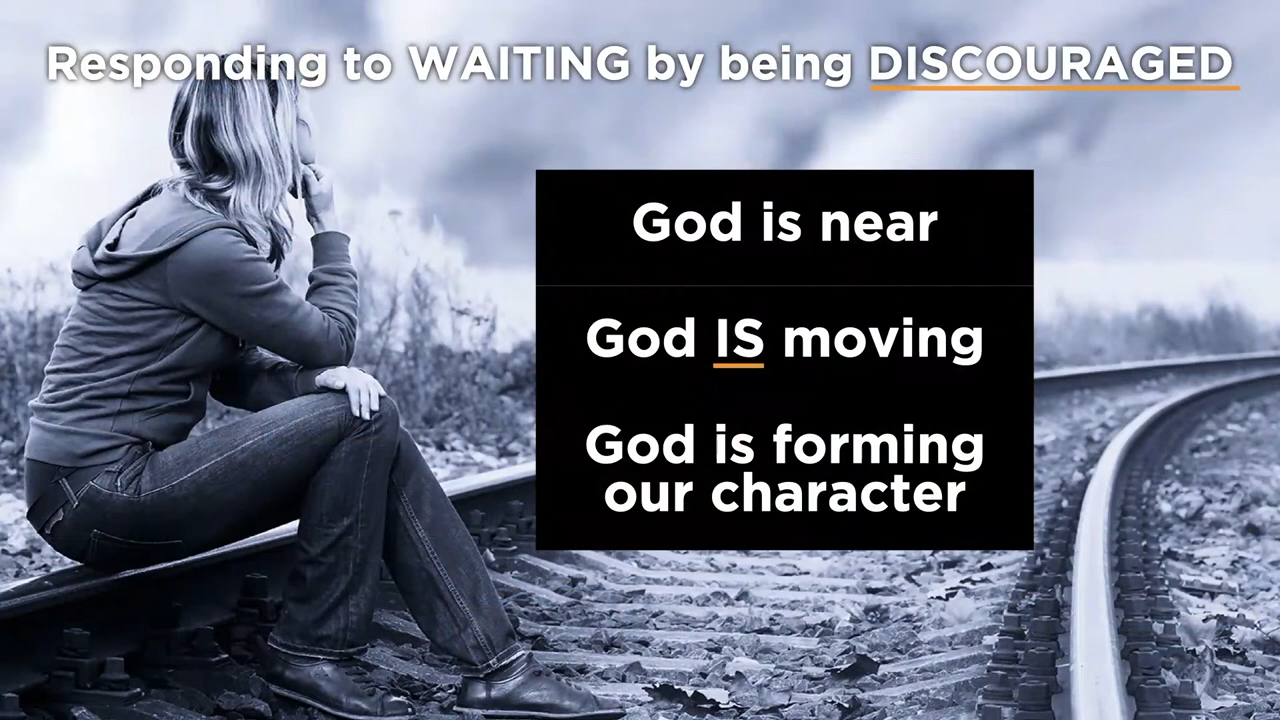 Responding to WAITING by being DISCOURAGED
God is near
God IS moving
God is forming
our character